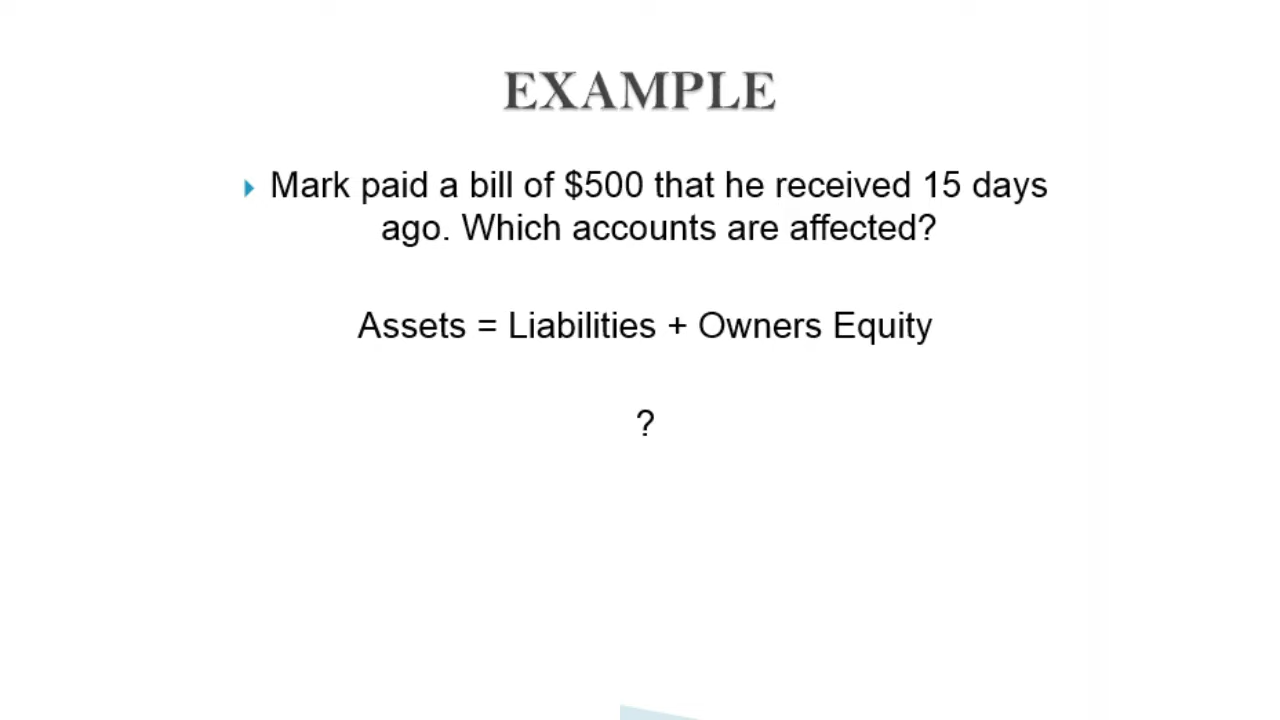 EXAMPLE
Mark paid a bill of $500 that he received 15 days
ago. Which accounts are affected?
Assets = Liabilities + Owners Equity
?